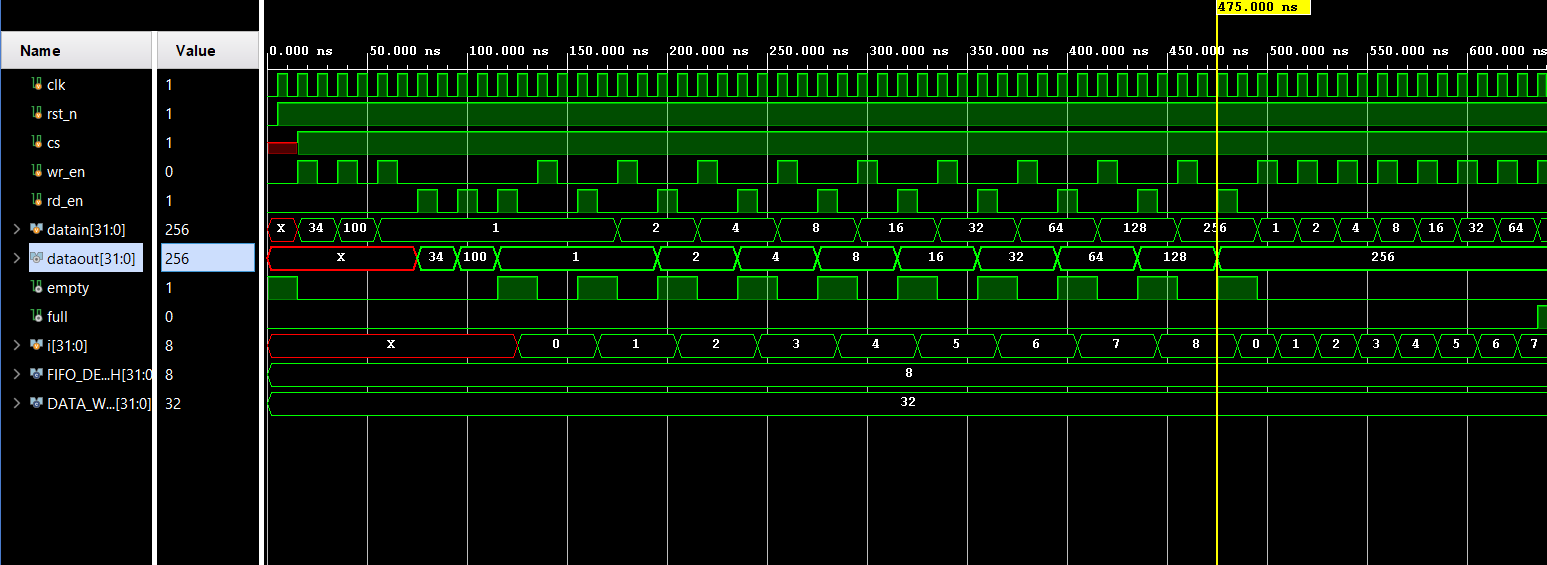 475.000 ns
Name Value
0.000 ns 50.000 ns 100.000 ns 150.000 ns 200.000 ns 250.000 ns 300.000 ns 350.000 ns 400.000 ns 450.000 ns 500.000 ns 550.000 ns 600.000 ns
clk 1
rst_n 1
cs 1
wr_en 0
rd_en 1
datain[31:0] 256 X 34 100 1 2 4 8 16 32 64 128 256 1 2 4 8 16 32 64
dataout[31:0] 256 X 34 100 1 2 4 8 16 32 64 128 256
empty 1
full 0
i[31:0] 8 X 0 1 2 3 4 5 6 7 8 0 1 2 3 4 5 6 7
FIFO_DE...H[31:0 8 8
DATA_W...[31:0] 32 32